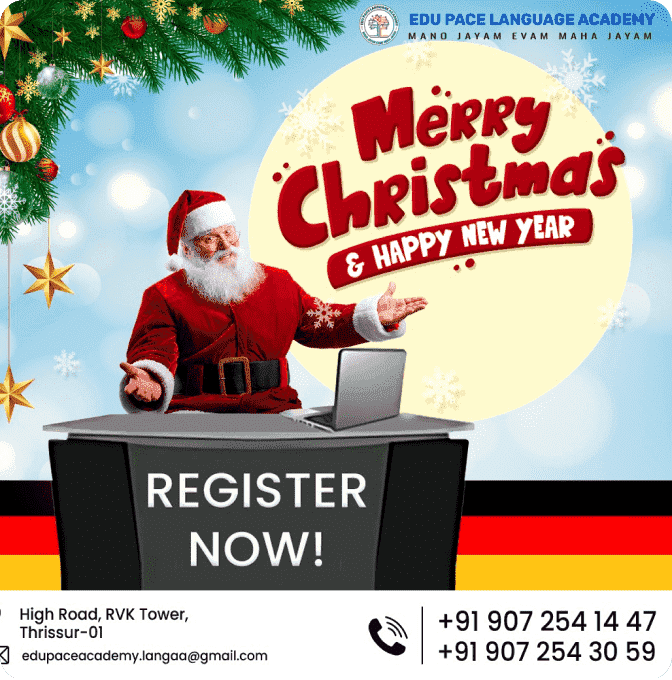 EDU PACE LANGUAGE ACADEMY
MANO JAYAM EVAM MAHA JAYAM
Merry
Christmas
& HAPPY NEW YEAR
REGISTER
NOW!
High Road, RVK Tower,
Thrissur-01
edupaceacademy.langaa@gmail.com
+91 907 254 14 47
+91 907 254 30 59